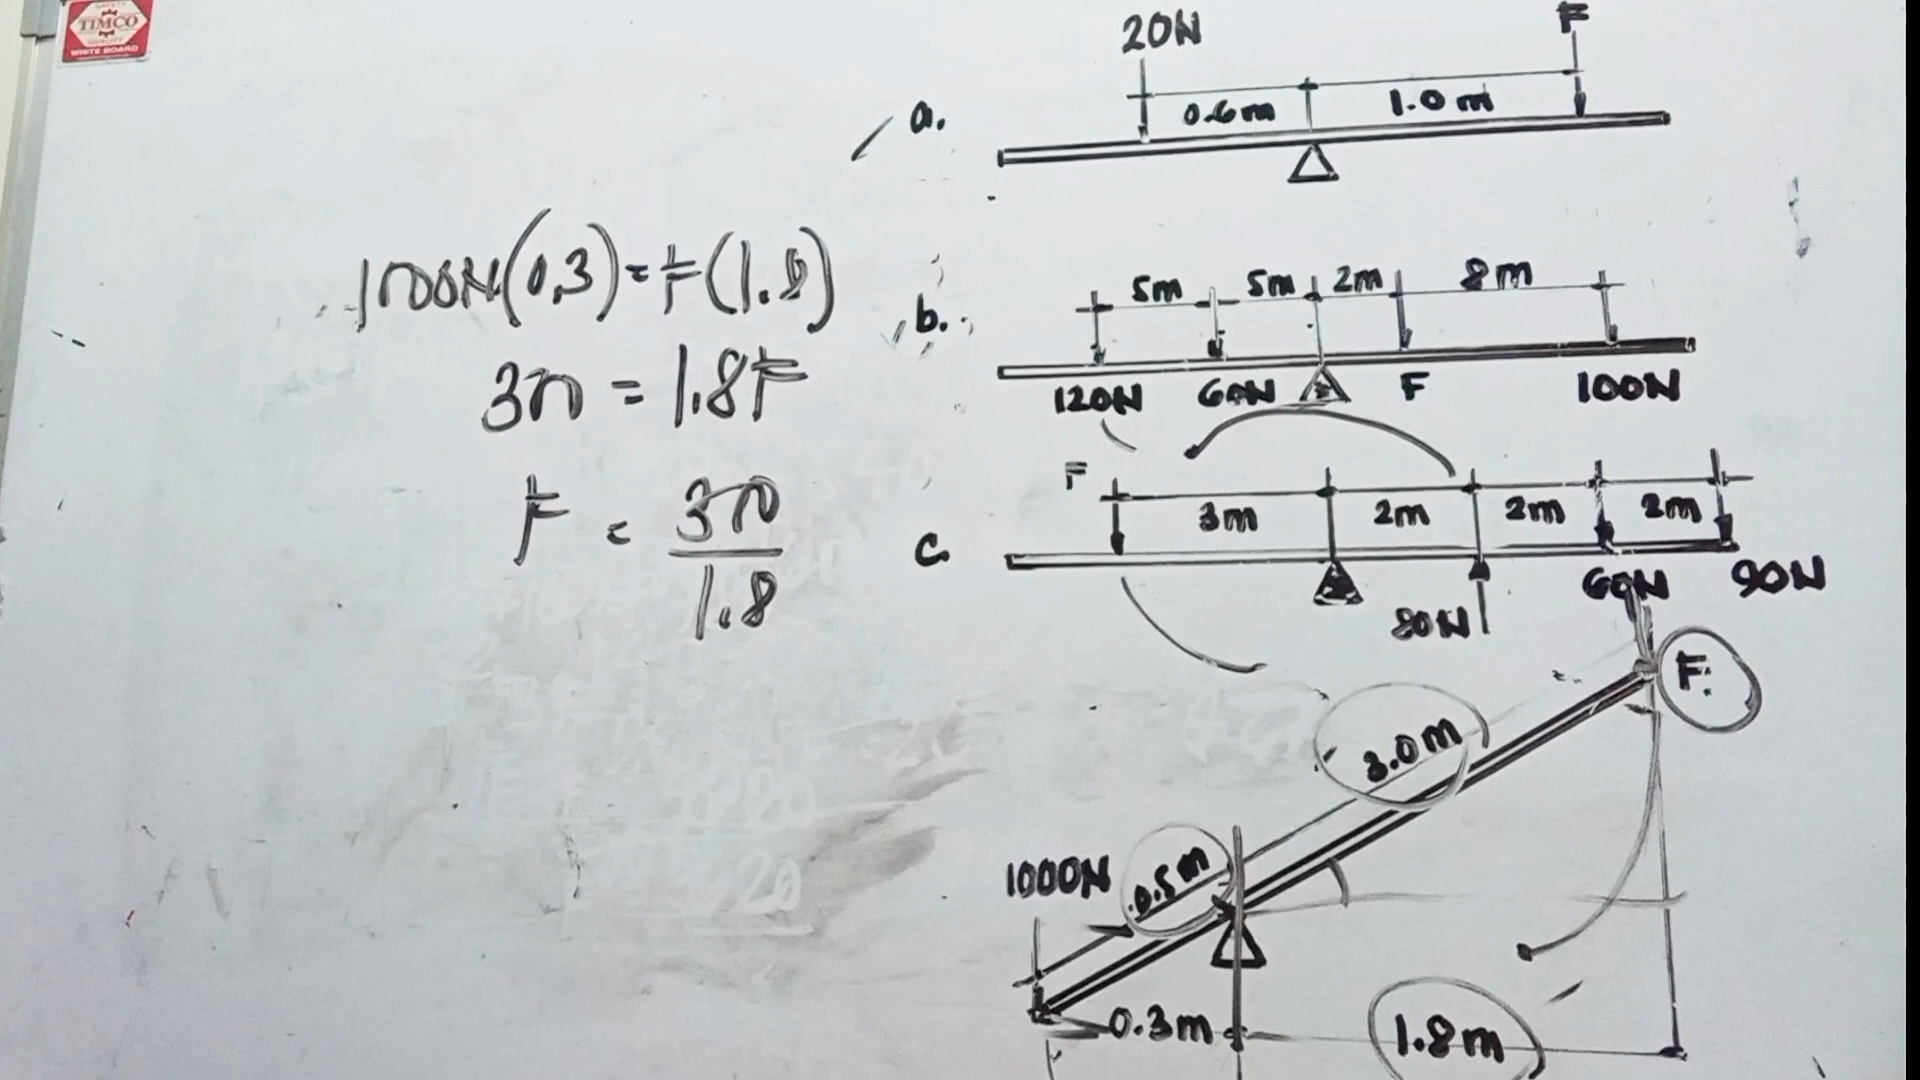 SAFETY
TIMCO
QUALITY
WHITE BOARD
1000N(0.3)=F(1.8)
300 = 1.8F
F = 300
1.8
a.
20N
F
0.6m
1.0m
b.
5m
5m
2m
8m
120N
60N
F
100N
c.
F
3m
2m
2m
2m
80N
60N
90N
F
3.0m
1000N
0.5m
0.3m
1.8m